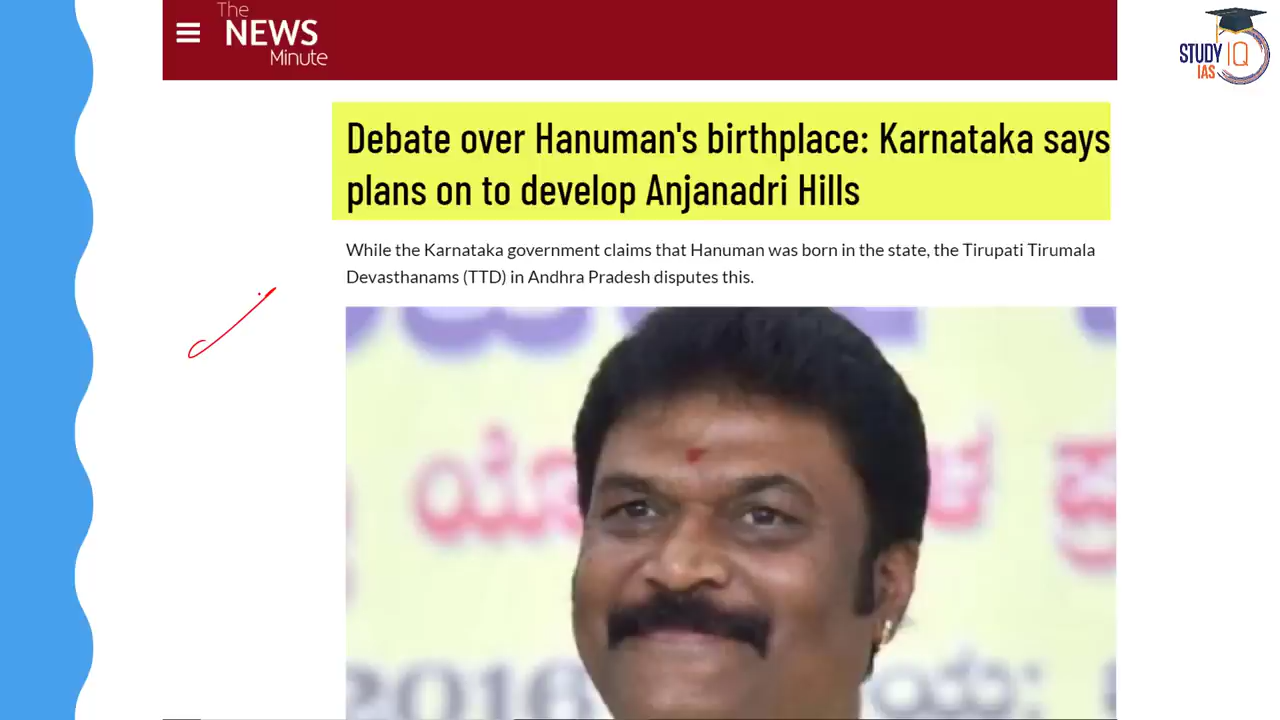 The
NEWS
Minute
STUDY IQ
IAS
Debate over Hanuman's birthplace: Karnataka says
plans on to develop Anjanadri Hills
While the Karnataka government claims that Hanuman was born in the state, the Tirupati Tirumala
Devasthanams (TTD) in Andhra Pradesh disputes this.
2016